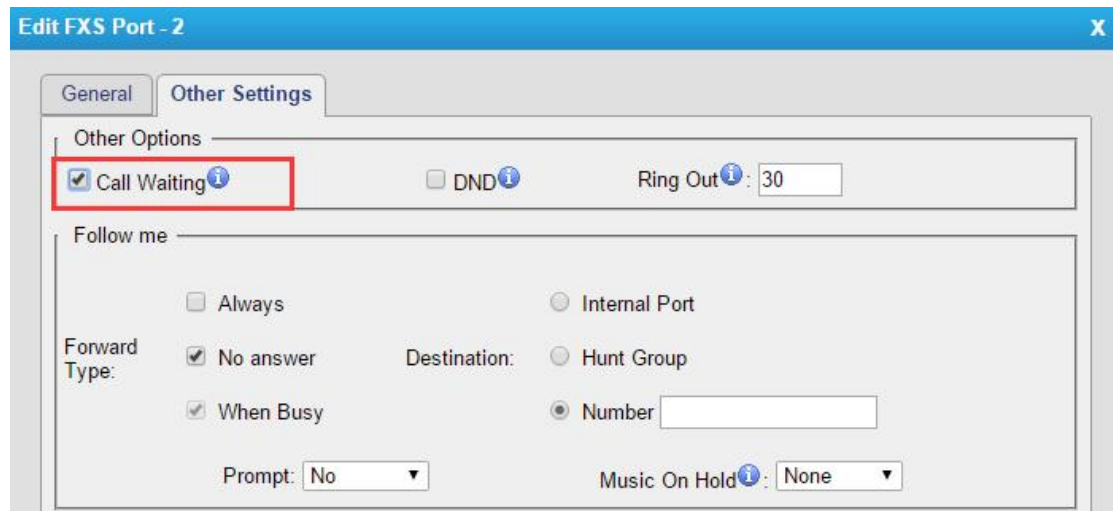 Edit FXS Port - 2 X
General Other Settings
Other Options
Call Waiting DND Ring Out : 30
Follow me
Always Internal Port
Forward Type: No answer Destination: Hunt Group
When Busy Number
Prompt: No Music On Hold : None